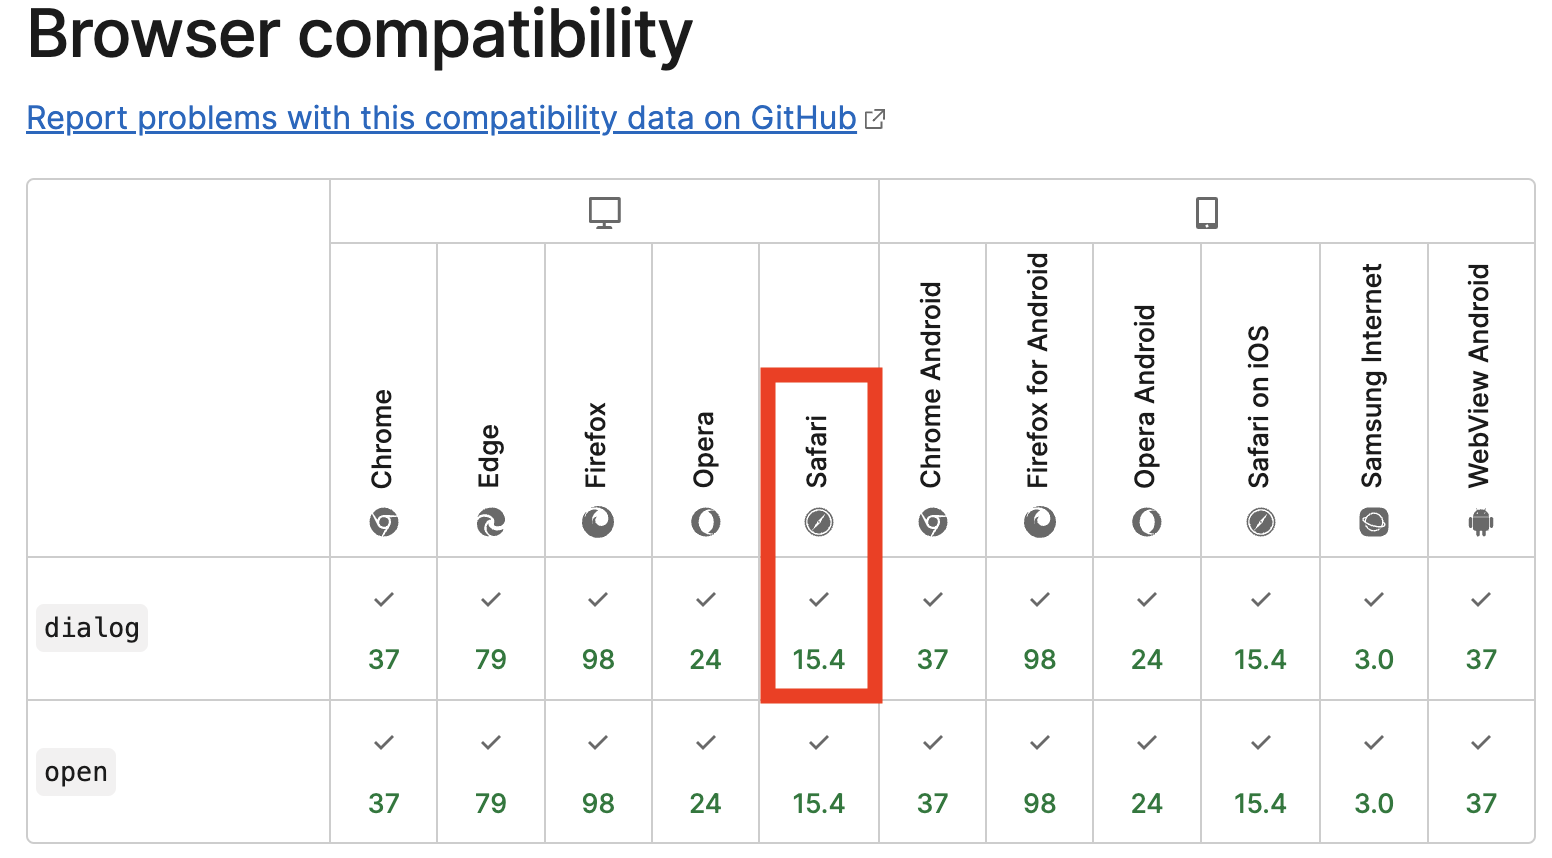 Browser compatibility
Report problems with this compatibility data on GitHub
Chrome
Edge
Firefox
Opera
Safari
Chrome Android
Firefox for Android
Opera Android
Safari on iOS
Samsung Internet
WebView Android
dialog
37 79 98 24 15.4 37 98 24 15.4 3.0 37
open
37 79 98 24 15.4 37 98 24 15.4 3.0 37